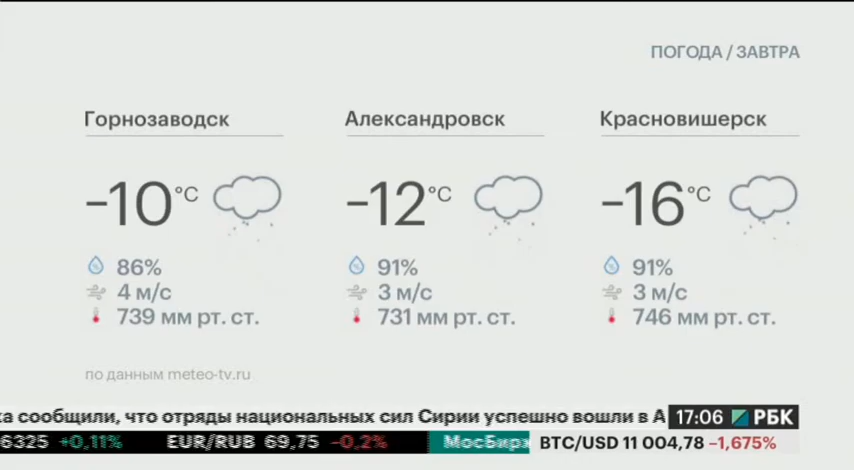 ПОГОДА / ЗАВТРА
Горнозаводск
-10 °C
86%
4 м/с
739 мм рт. ст.
Александровск
-12 °C
91%
3 м/с
731 мм рт. ст.
Красновишерск
-16 °C
91%
3 м/с
746 мм рт. ст.
по данным meteo-tv.ru
ка сообщили, что отряды национальных сил Сирии успешно вошли в А
17:06 РБК
6325 +0,11% EUR/RUB 69,75 -0,2% МосБирж
BTC/USD 11 004,78 -1,675%